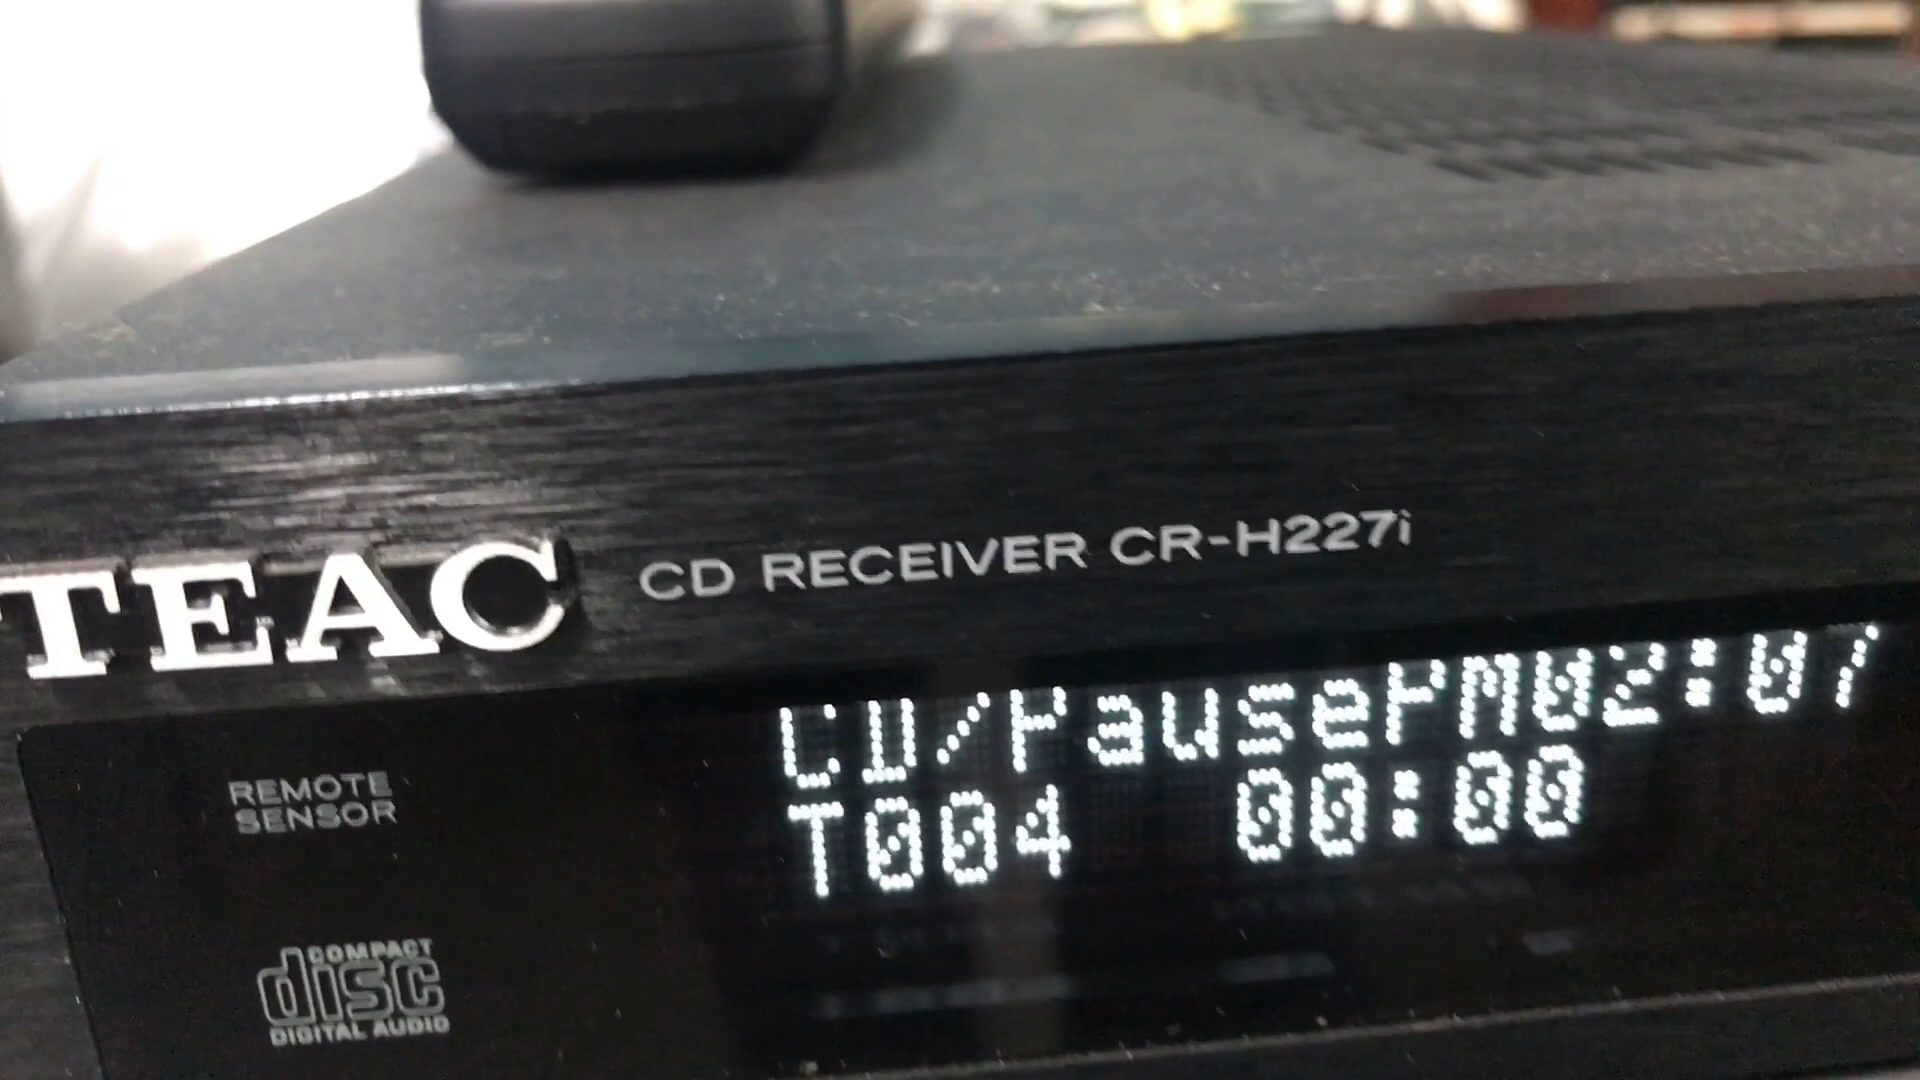 TEAC CD RECEIVER CR-H227i
CD/PausePM02:07
T004 00:00
REMOTE
SENSOR
COMPACT
disc
DIGITAL AUDIO